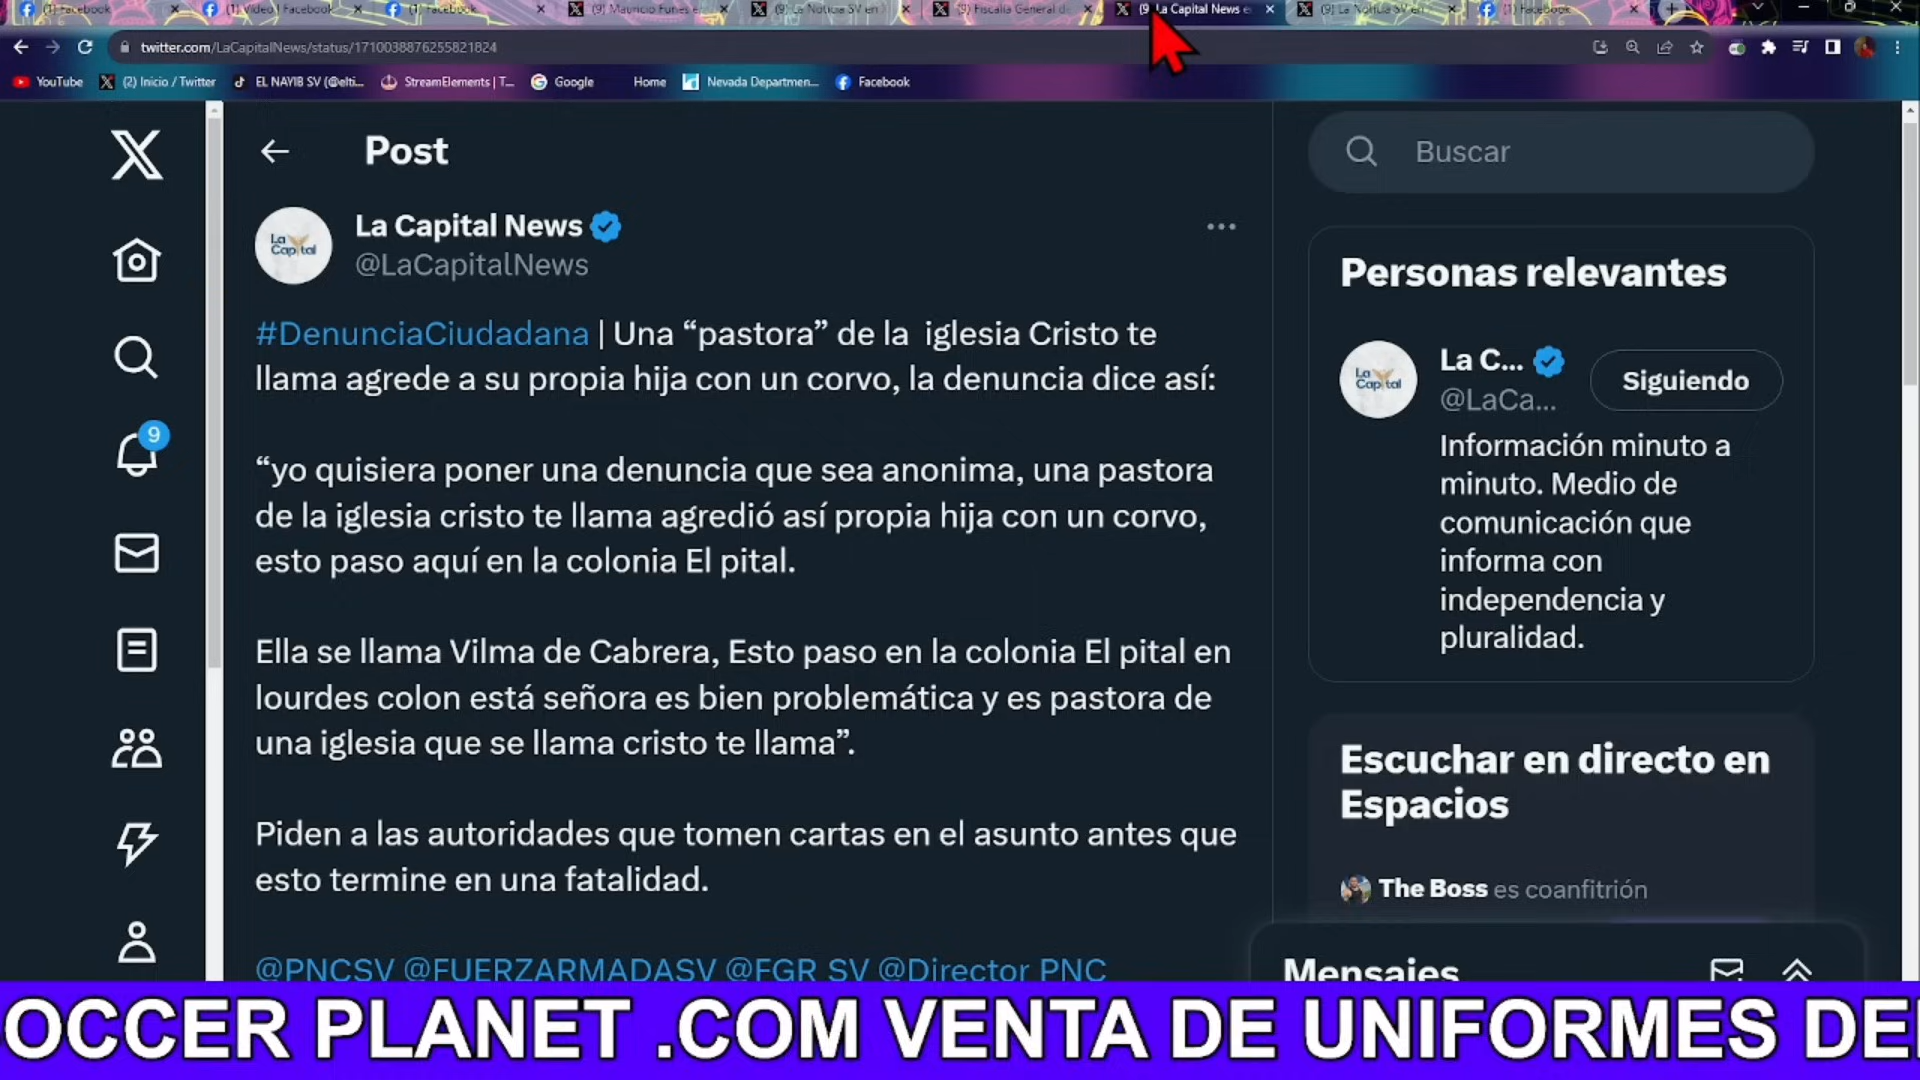 (1) Facebook
(1) Video | Facebook
Facebook
(9) Mauricio Funes e
(9) La Noticia SV en X
(9) Fiscalía General de
(9) La Capital News e
(9) La Noticia SV en
(1) Facebook
twitter.com/LaCapitalNews/status/1710038876255821824
YouTube
(2) Inicio / Twitter
EL NAYIB SV (@elti...
StreamElements | T...
Google
Home
Nevada Departmen...
Facebook
Post
Buscar
La Capital News
@LaCapitalNews
La Capital
#DenunciaCiudadana | Una “pastora” de la iglesia Cristo te
llama agrede a su propia hija con un corvo, la denuncia dice así:
“yo quisiera poner una denuncia que sea anonima, una pastora
de la iglesia cristo te llama agredió así propia hija con un corvo,
esto paso aquí en la colonia El pital.
Ella se llama Vilma de Cabrera, Esto paso en la colonia El pital en
lourdes colon está señora es bien problemática y es pastora de
una iglesia que se llama cristo te llama”.
Piden a las autoridades que tomen cartas en el asunto antes que
esto termine en una fatalidad.
@PNCSV @FUERZARMADASV @FGR_SV @Director_PNC
9
Personas relevantes
La Capital
La C...
@LaCa...
Siguiendo
Información minuto a
minuto. Medio de
comunicación que
informa con
independencia y
pluralidad.
Escuchar en directo en
Espacios
The Boss es coanfitrión
Mensajes
OCCER PLANET .COM VENTA DE UNIFORMES DE